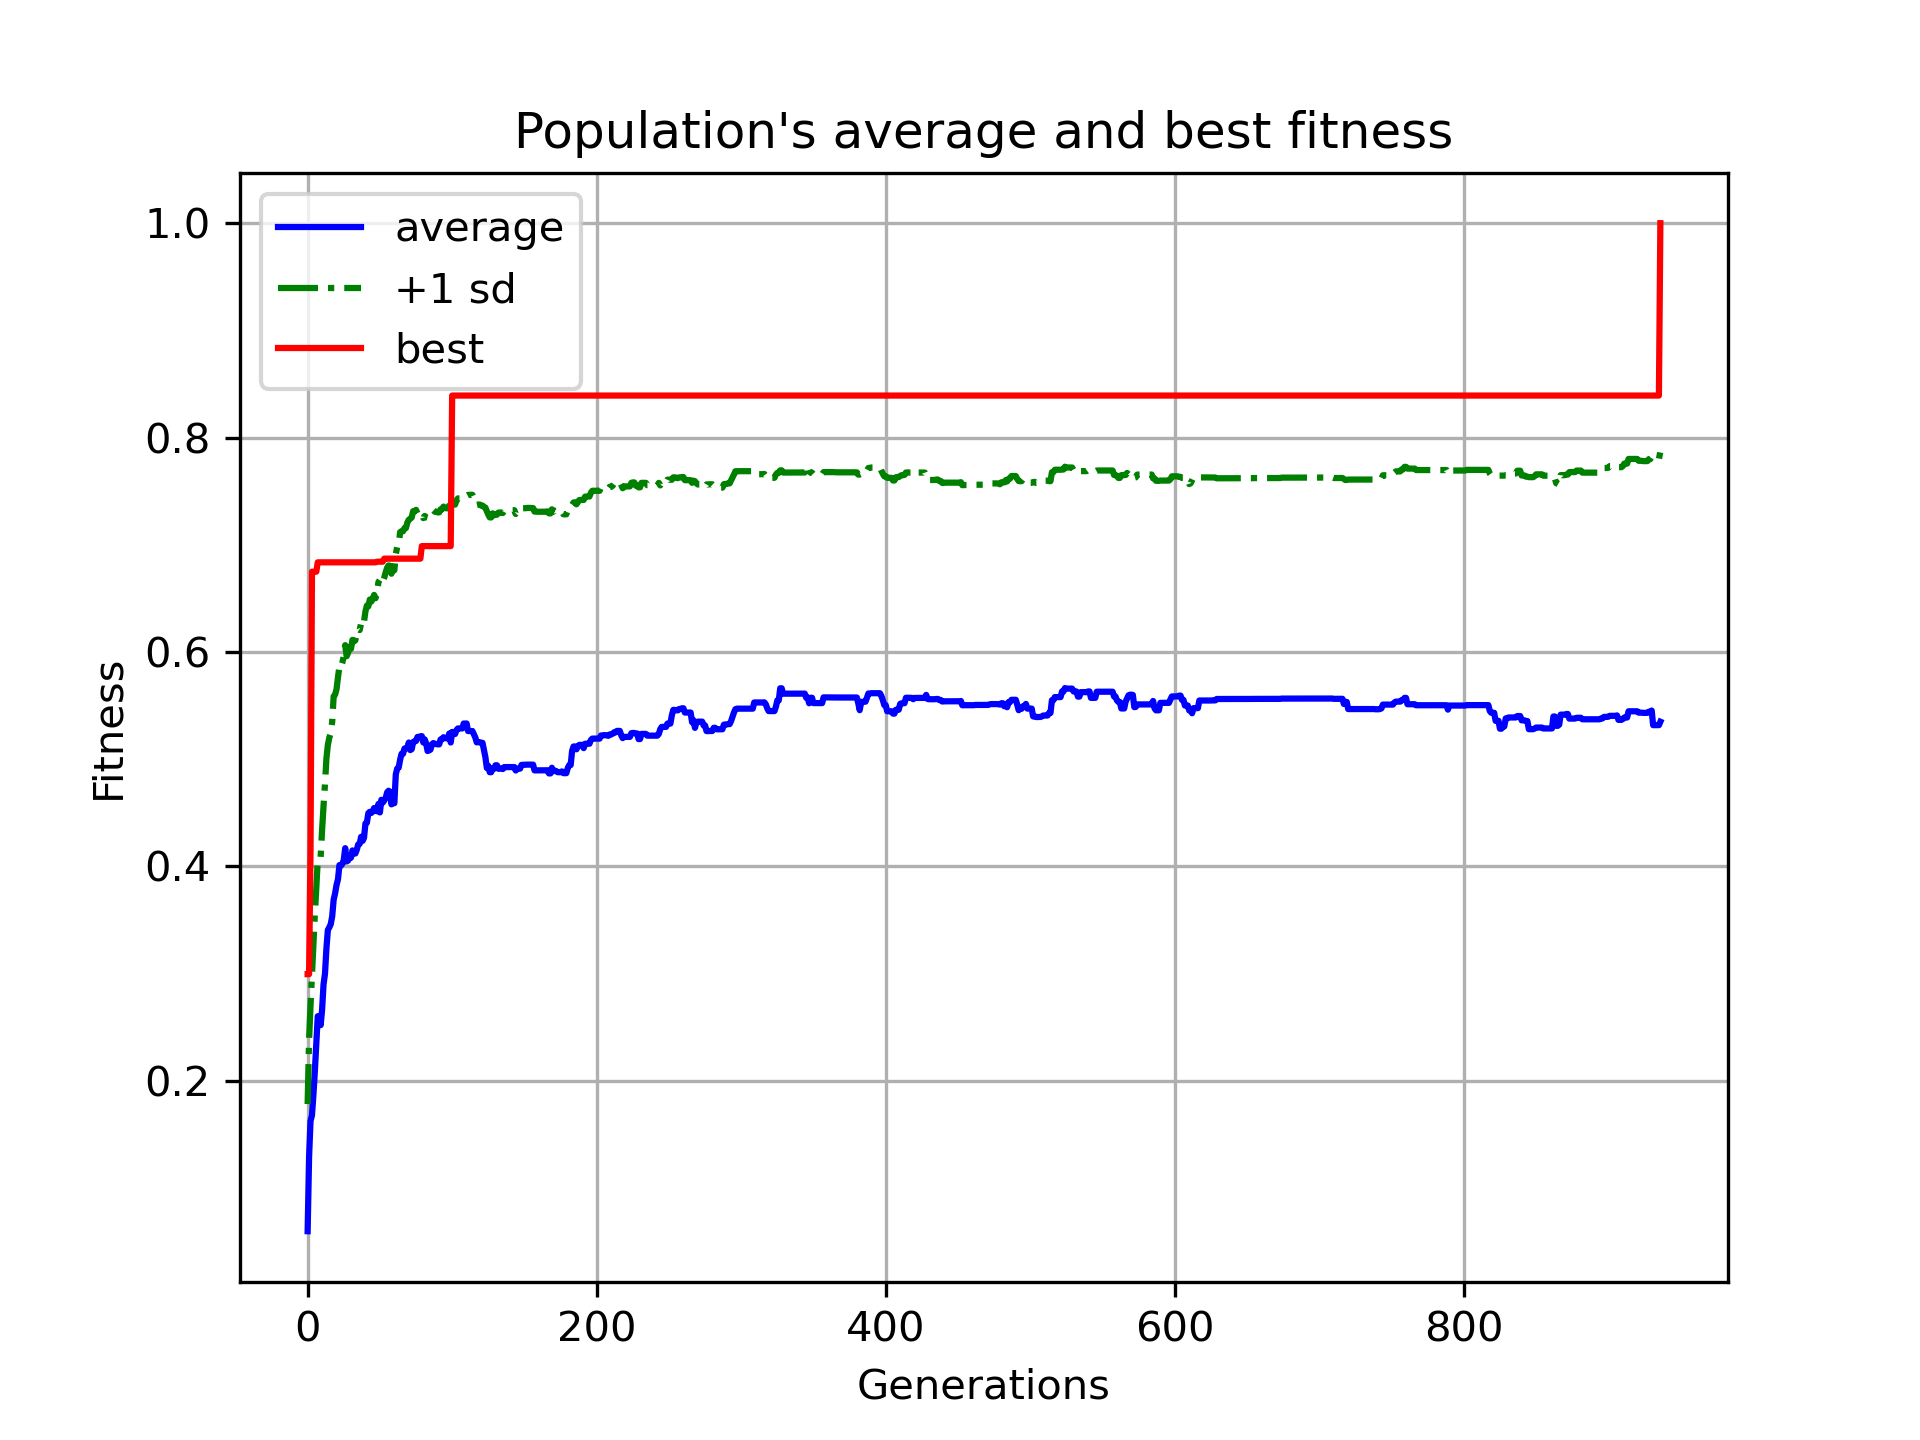 Population's average and best fitness
average
+1 sd
best
1.0
0.8
0.6
0.4
0.2
Fitness
0 200 400 600 800
Generations